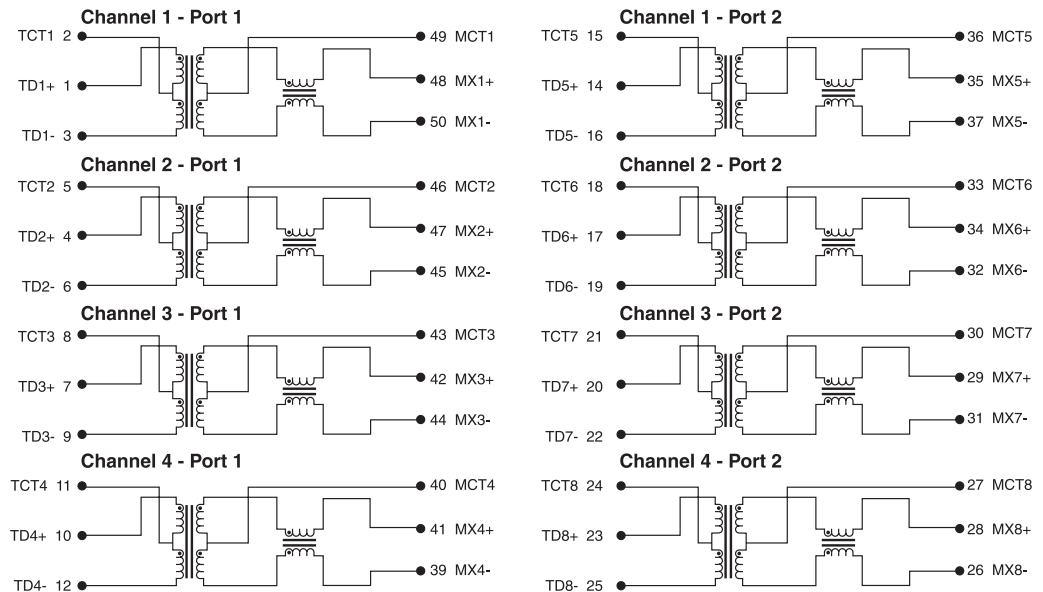 Channel 1 - Port 1
TCT1 2
49 MCT1
TD1+ 1
48 MX1+
50 MX1-
TD1- 3
Channel 2 - Port 1
TCT2 5
46 MCT2
TD2+ 4
47 MX2+
45 MX2-
TD2- 6
Channel 3 - Port 1
TCT3 8
43 MCT3
TD3+ 7
42 MX3+
44 MX3-
TD3- 9
Channel 4 - Port 1
TCT4 11
40 MCT4
TD4+ 10
41 MX4+
39 MX4-
TD4- 12
Channel 1 - Port 2
TCT5 15
36 MCT5
TD5+ 14
35 MX5+
37 MX5-
TD5- 16
Channel 2 - Port 2
TCT6 18
33 MCT6
TD6+ 17
34 MX6+
32 MX6-
TD6- 19
Channel 3 - Port 2
TCT7 21
30 MCT7
TD7+ 20
29 MX7+
31 MX7-
TD7- 22
Channel 4 - Port 2
TCT8 24
27 MCT8
TD8+ 23
28 MX8+
26 MX8-
TD8- 25